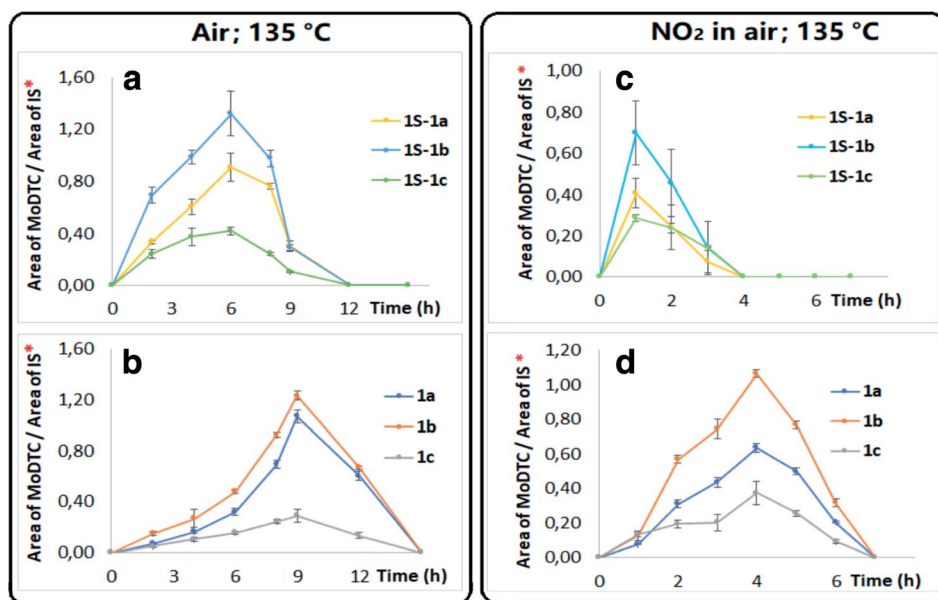 Air; 135 °C
a
Area of MoDTC / Area of IS *
1,60
1,20
0,80
0,40
0,00
0
3
6
9
12
Time (h)
1S-1a
1S-1b
1S-1c
b
Area of MoDTC / Area of IS *
1,60
1,20
0,80
0,40
0,00
0
3
6
9
12
Time (h)
1a
1b
1c
NO2 in air; 135 °C
c
Area of MoDTC / Area of IS *
1,00
0,80
0,60
0,40
0,20
0,00
0
2
4
6
Time (h)
1S-1a
1S-1b
1S-1c
d
Area of MoDTC / Area of IS *
1,20
1,00
0,80
0,60
0,40
0,20
0,00
0
2
4
6
Time (h)
1a
1b
1c